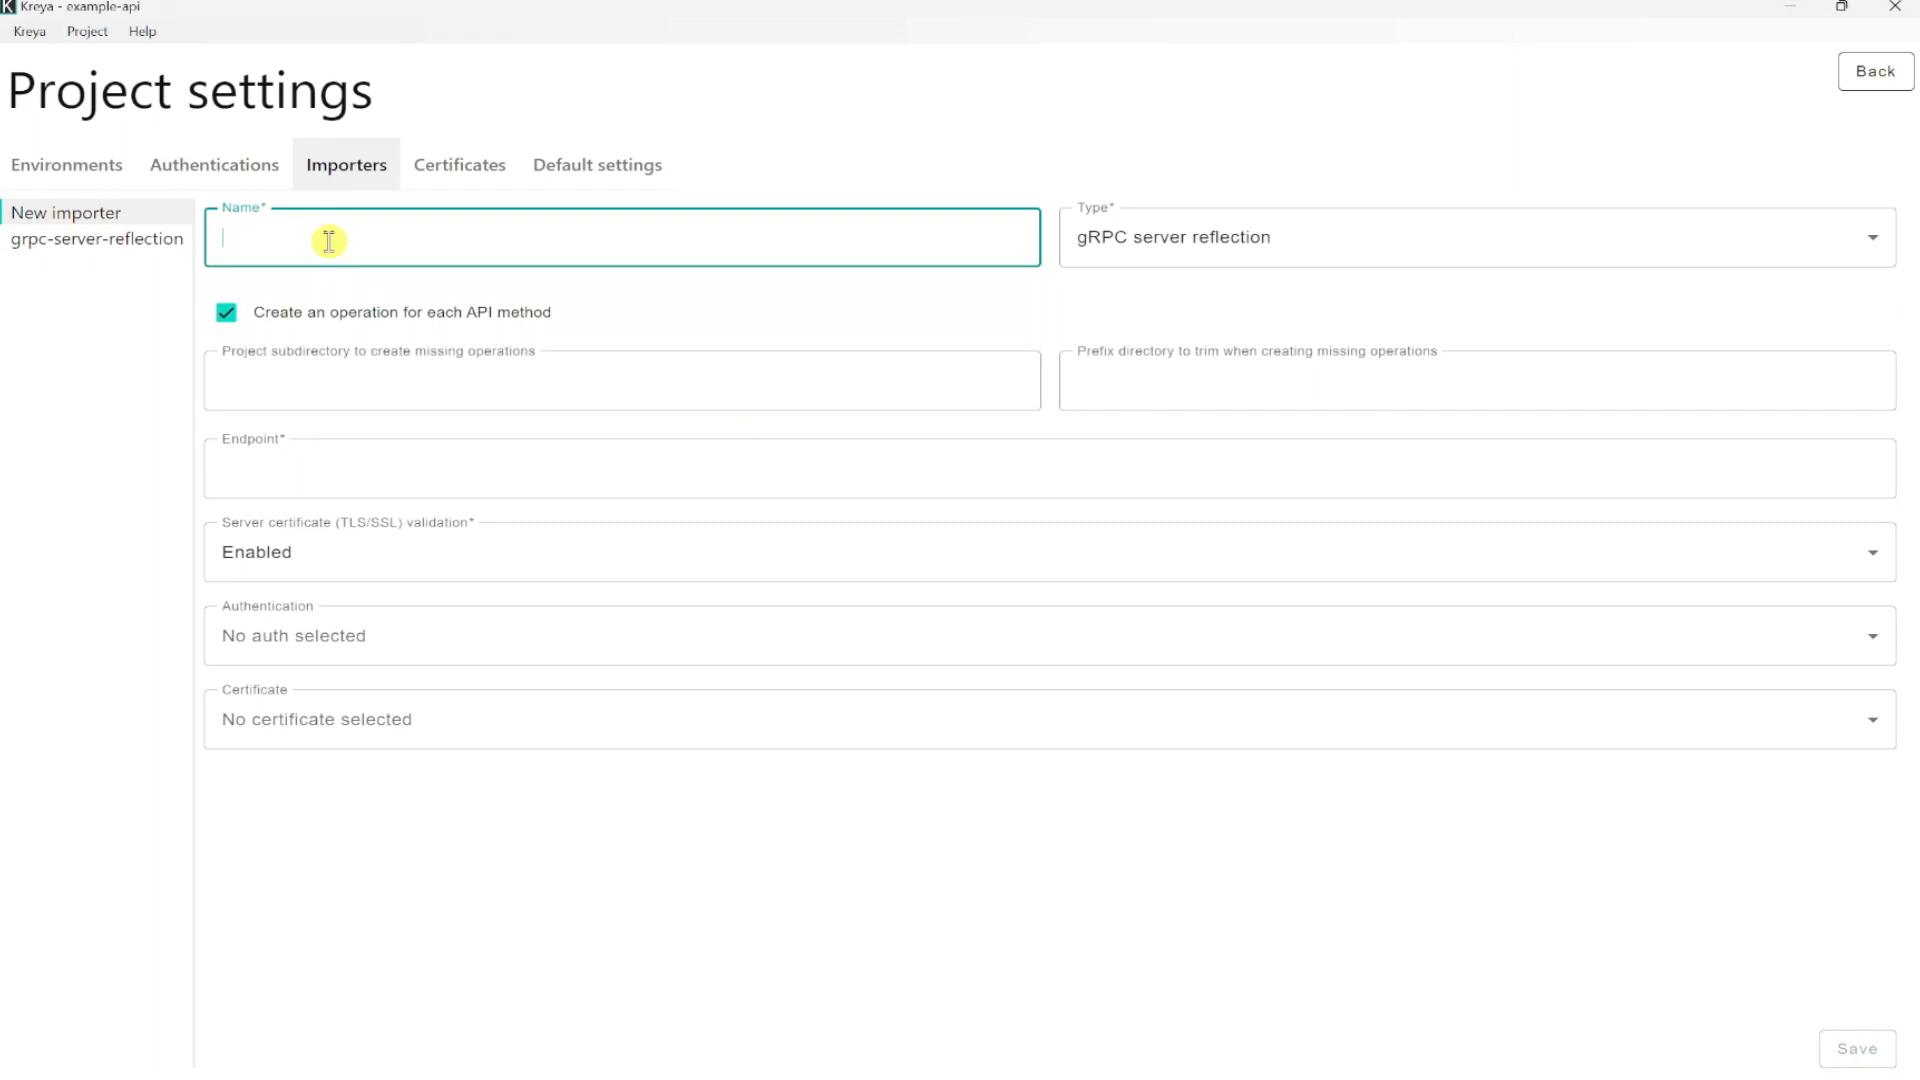 K Kreya - example-api
Kreya Project Help
Project settings
Back
Environments Authentications Importers Certificates Default settings
New importer
grpc-server-reflection
Name*
Type*
gRPC server reflection
Create an operation for each API method
Project subdirectory to create missing operations
Prefix directory to trim when creating missing operations
Endpoint*
Server certificate (TLS/SSL) validation*
Enabled
Authentication
No auth selected
Certificate
No certificate selected
Save